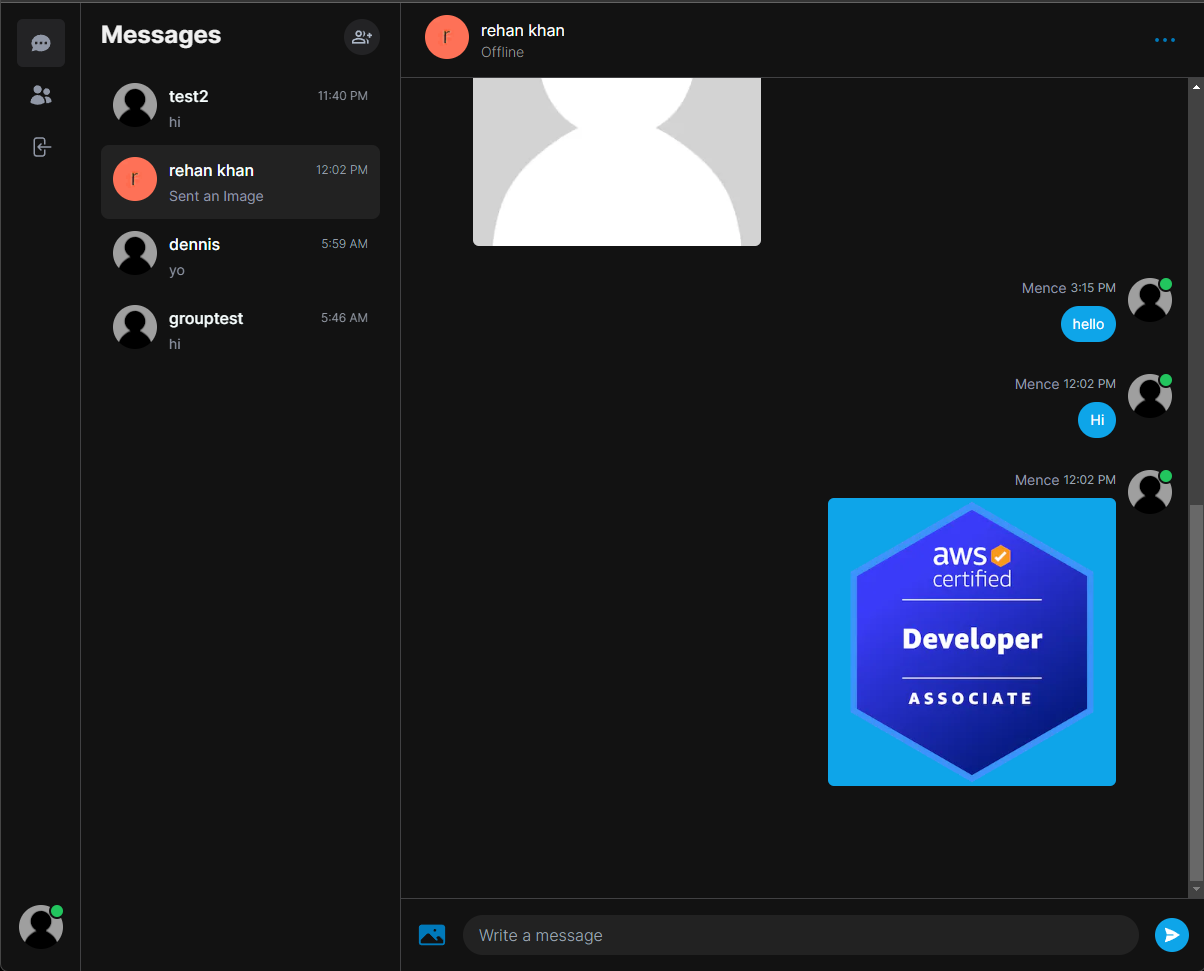 Messages
test2
11:40 PM
hi
r
rehan khan
12:02 PM
Sent an Image
dennis
5:59 AM
yo
grouptest
5:46 AM
hi
r
rehan khan
Offline
Mence 3:15 PM
hello
Mence 12:02 PM
Hi
Mence 12:02 PM
aws
certified
Developer
ASSOCIATE
Write a message